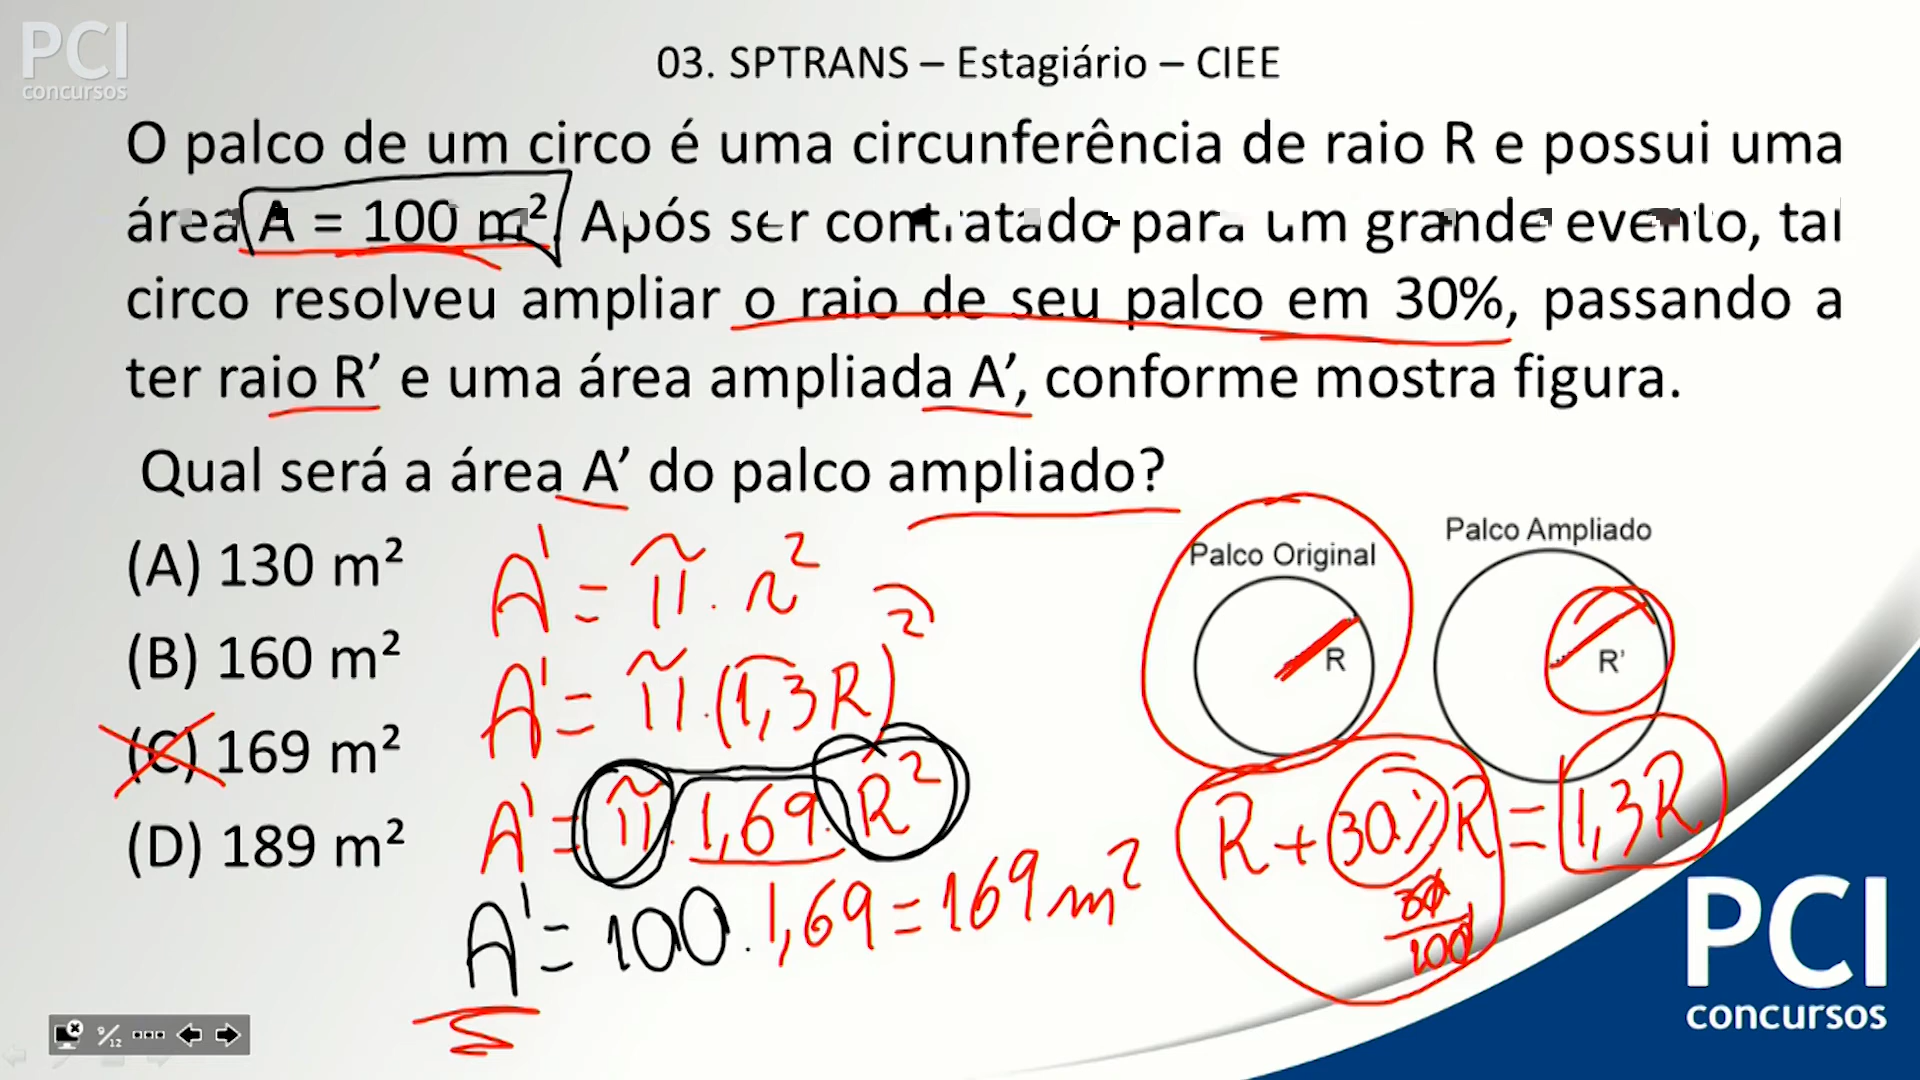 PCI
concursos
03. SPTRANS – Estagiário – CIEE
O palco de um circo é uma circunferência de raio R e possui uma
área A = 100 m². Após ser contratado para um grande evento, tal
circo resolveu ampliar o raio de seu palco em 30%, passando a
ter raio R’ e uma área ampliada A’, conforme mostra figura.
Qual será a área A’ do palco ampliado?
(A) 130 m²
(B) 160 m²
(C) 169 m²
(D) 189 m²
A' = π . r²
A' = π . (1,3R)²
A' = π . 1,69 . R²
A' = 100 . 1,69 = 169 m²
Palco Original
R
Palco Ampliado
R'
R + 30% R = 1,3R
30
100
PCI
concursos
9/12